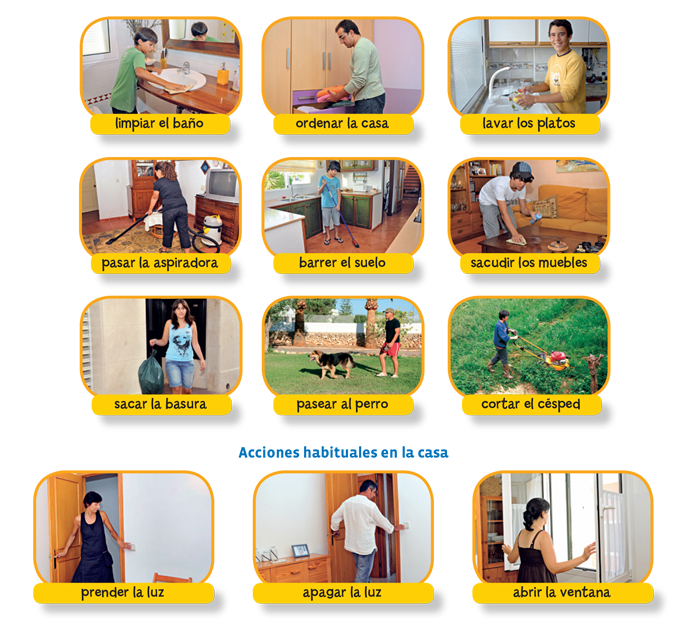 limpiar el baño
ordenar la casa
lavar los platos
pasar la aspiradora
barrer el suelo
sacudir los muebles
sacar la basura
pasear al perro
cortar el césped
Acciones habituales en la casa
prender la luz
apagar la luz
abrir la ventana